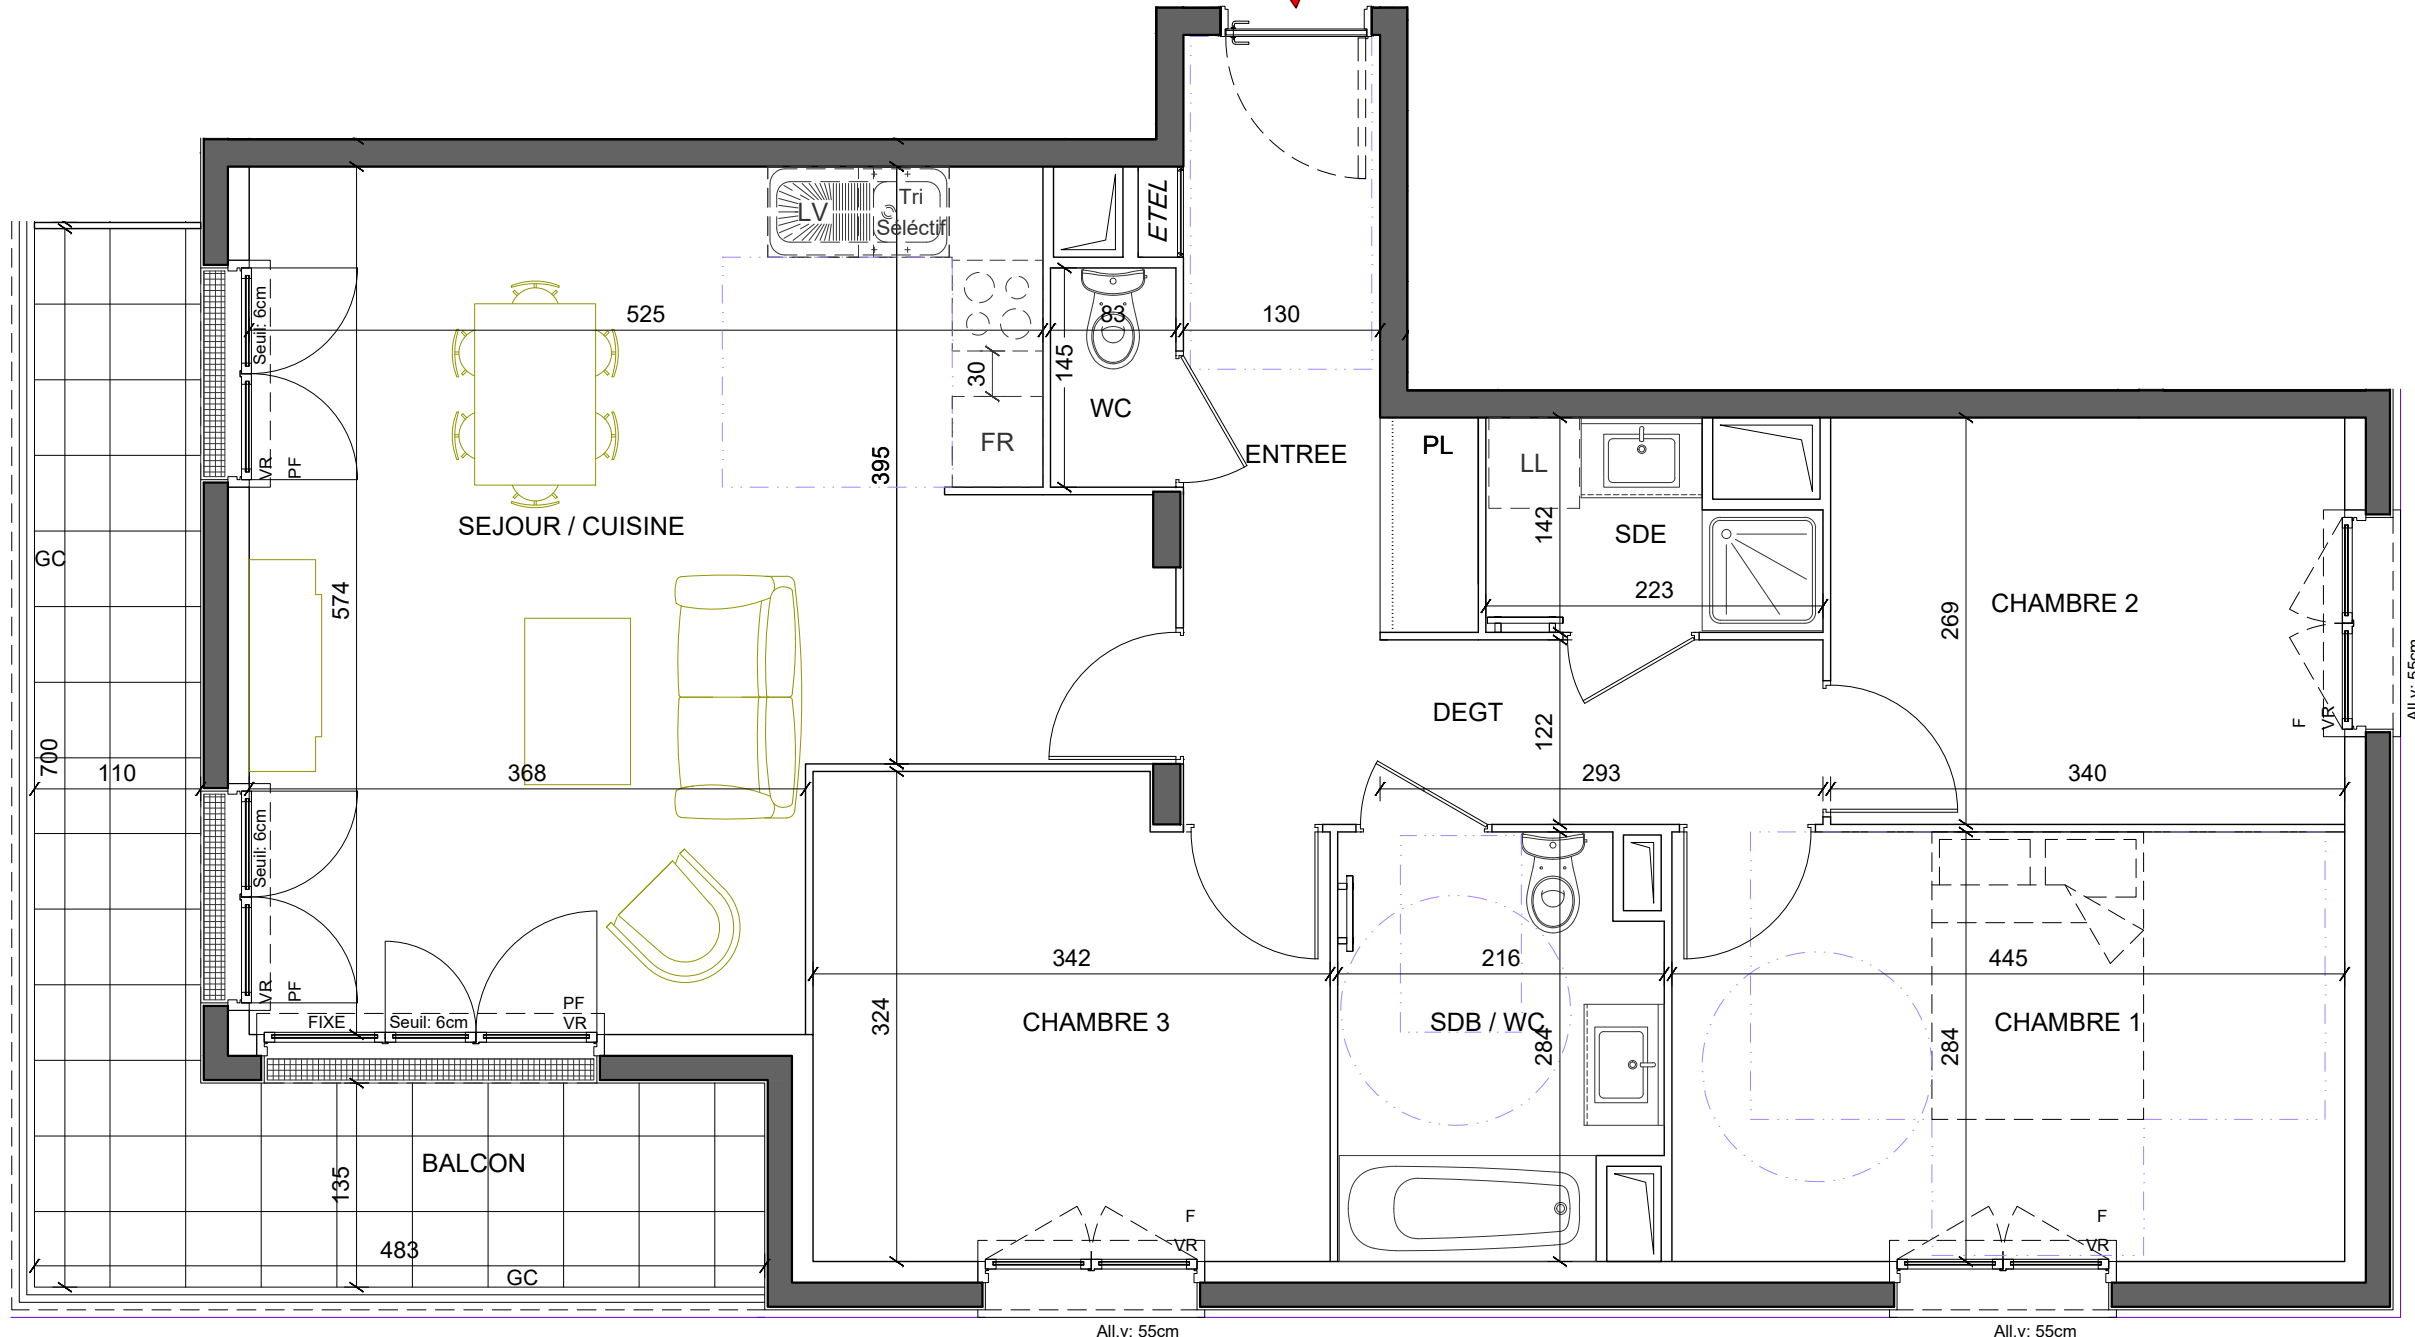 LV
Tri
Séléctif
ETEL
Seuil: 6cm
525
83
130
145
30
WC
FR
395
ENTREE
PL
LL
142
SDE
223
VR
PF
SEJOUR / CUISINE
GC
574
CHAMBRE 2
269
F
VR
All.v: 55cm
DEGT
122
700
110
368
293
340
Seuil: 6cm
VR
PF
342
216
445
FIXE
Seuil: 6cm
PF
VR
324
CHAMBRE 3
SDB / WC
284
CHAMBRE 1
284
BALCON
135
483
GC
F
VR
F
VR
All.v: 55cm
All.v: 55cm